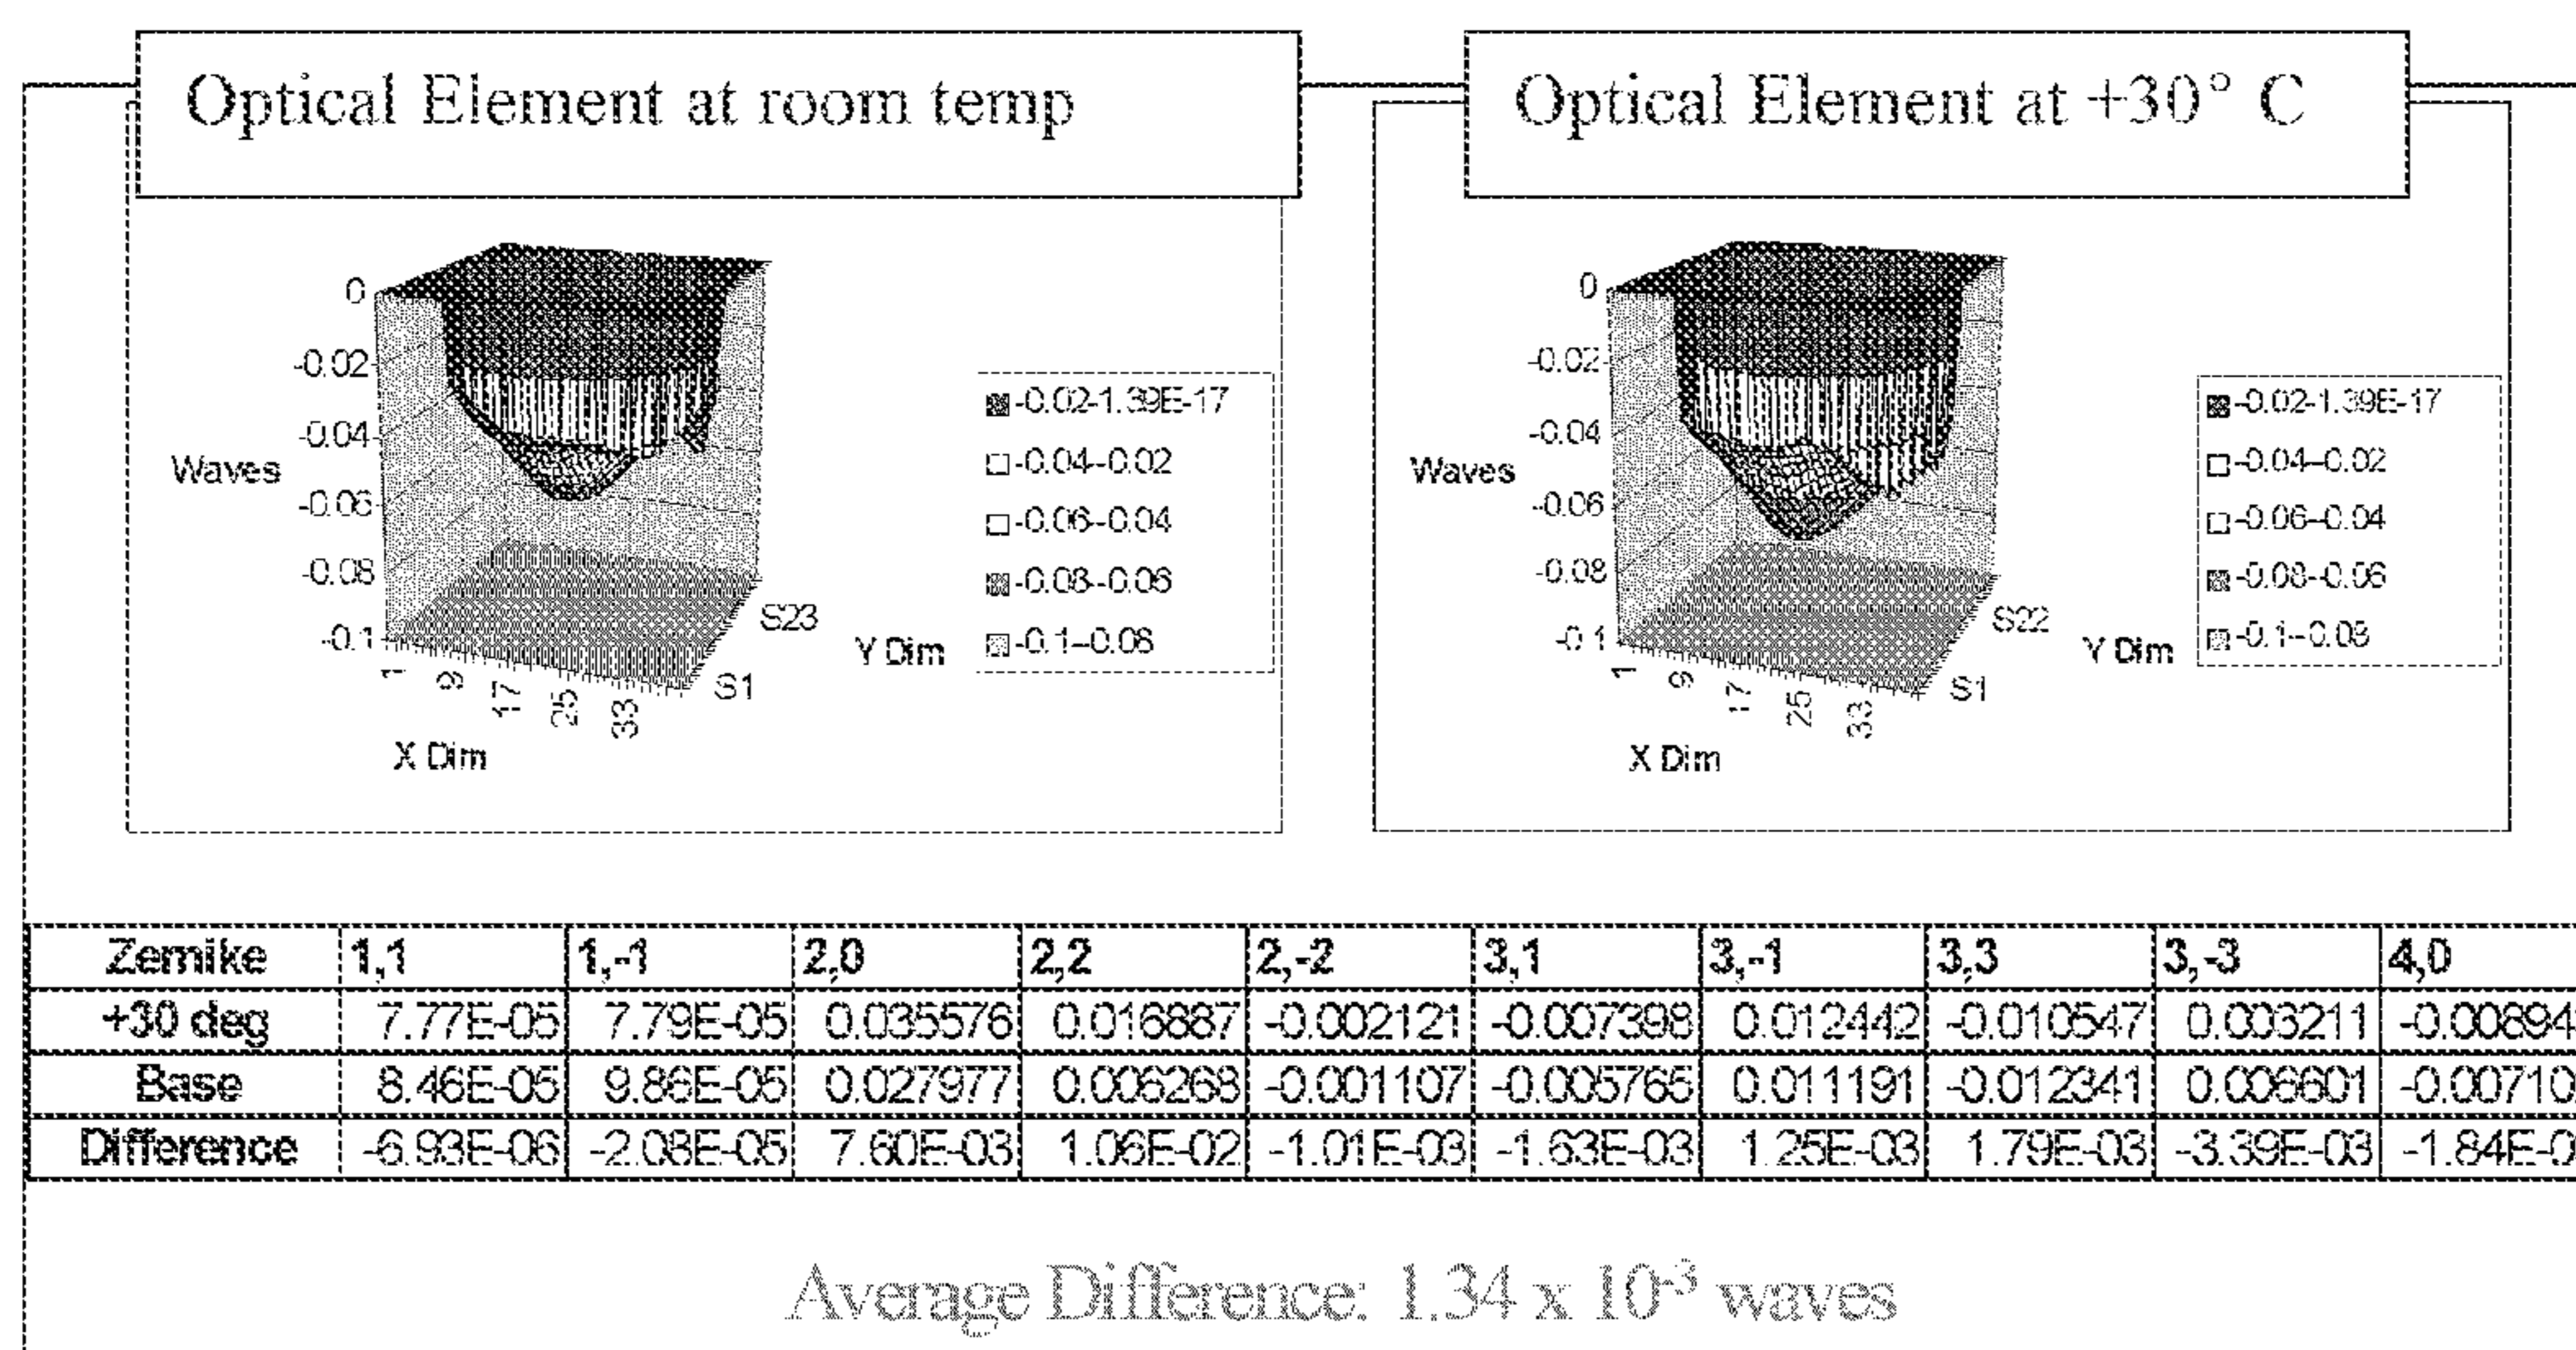 Optical Element at room temp
Optical Element at +30° C
0
-0.02
-0.04
-0.06
-0.08
-0.1
Waves
1
9
17
25
33
X Dim
S1
S23
Y Dim
-0.02-1.39E-17
-0.04--0.02
-0.06--0.04
-0.08--0.06
-0.1--0.08
0
-0.02
-0.04
-0.06
-0.08
-0.1
Waves
1
9
17
25
33
X Dim
S1
S22
Y Dim
-0.02-1.39E-17
-0.04--0.02
-0.06--0.04
-0.08--0.06
-0.1--0.08
Zernike 1,1 1,-1 2,0 2,2 2,-2 3,1 3,-1 3,3 3,-3 4,0
+30 deg 7.77E-05 7.79E-05 0.035576 0.016887 -0.002121 -0.007398 0.012442 -0.010547 0.003211 -0.00894
Base 8.46E-05 9.86E-05 0.027977 0.006268 -0.001107 -0.005765 0.011191 -0.012341 0.006601 -0.00710
Difference -6.93E-06 -2.08E-05 7.60E-03 1.06E-02 -1.01E-03 -1.63E-03 1.25E-03 1.79E-03 -3.39E-03 -1.84E-0
Average Difference: 1.34 x 10⁻³ waves